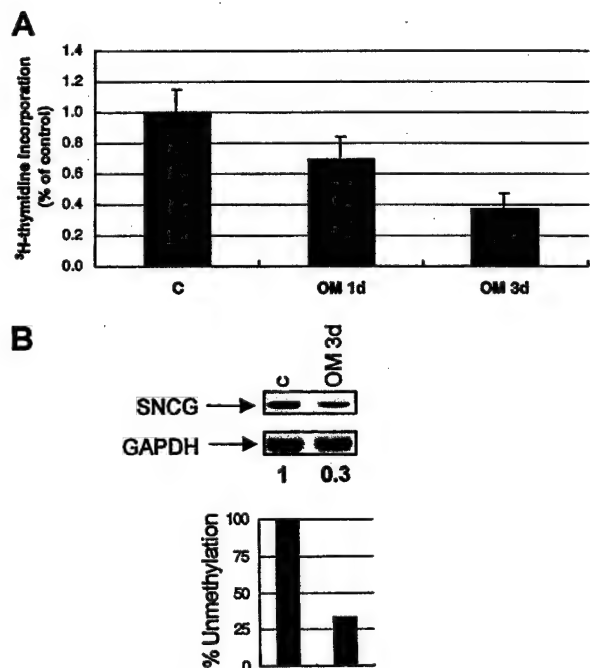 A
³H-thymidine incorporation
(% of control)
1.4
1.2
1.0
0.8
0.6
0.4
0.2
0.0
C
OM 1d
OM 3d
B
c
OM 3d
SNCG
GAPDH
1 0.3
% Unmethylation
100
75
50
25
0